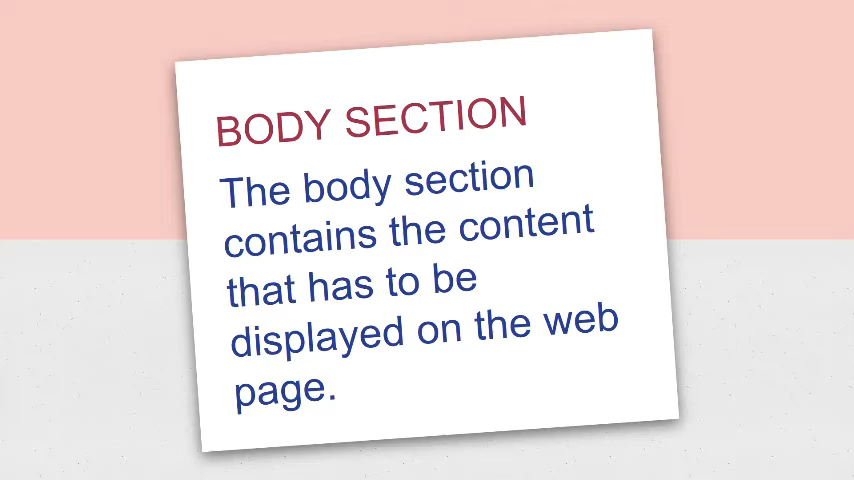 BODY SECTION
The body section
contains the content
that has to be
displayed on the web
page.